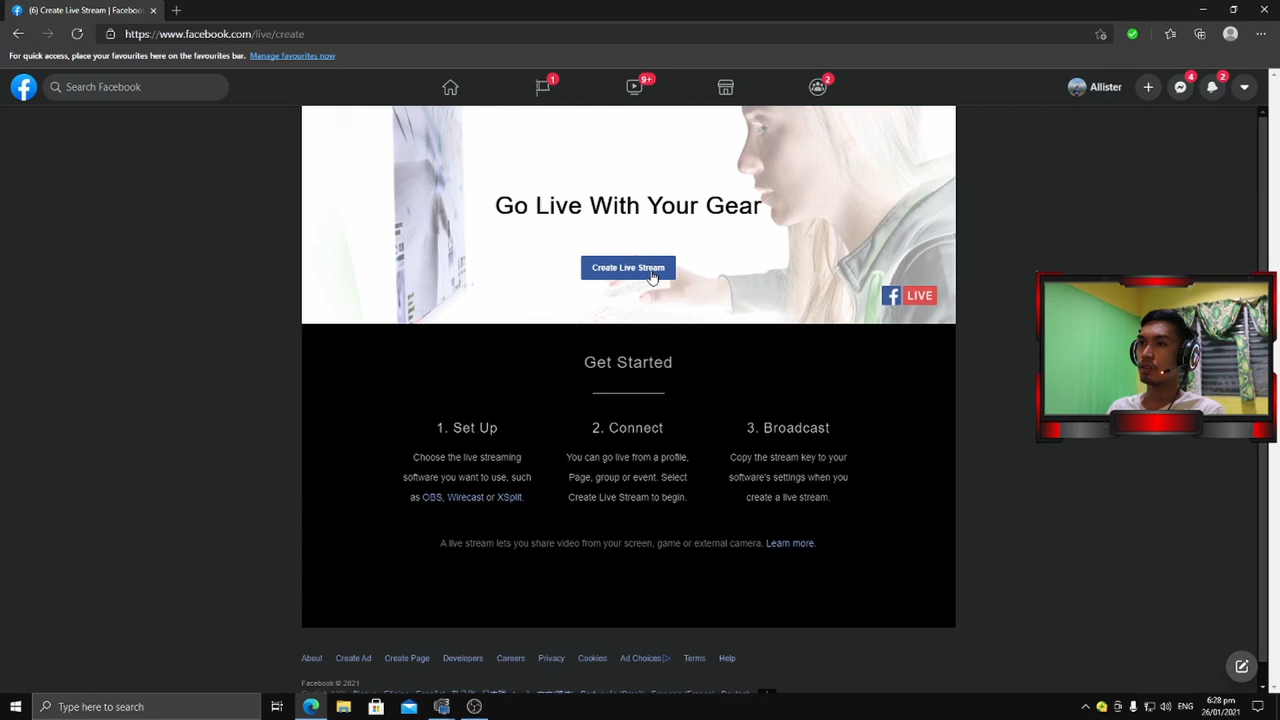 Create Live Stream | Facebook
https://www.facebook.com/live/create
For quick access, place your favourites here on the favourites bar. Manage favourites now
Search Facebook
1
9+
2
Allister
4
2
Go Live With Your Gear
Create Live Stream
LIVE
Get Started
1. Set Up
Choose the live streaming
software you want to use, such
as OBS, Wirecast or XSplit.
2. Connect
You can go live from a profile,
Page, group or event. Select
Create Live Stream to begin.
3. Broadcast
Copy the stream key to your
software's settings when you
create a live stream.
A live stream lets you share video from your screen, game or external camera. Learn more.
About Create Ad Create Page Developers Careers Privacy Cookies Ad Choices Terms Help
Facebook © 2021
Type here to search
6:28 pm
26/01/2021